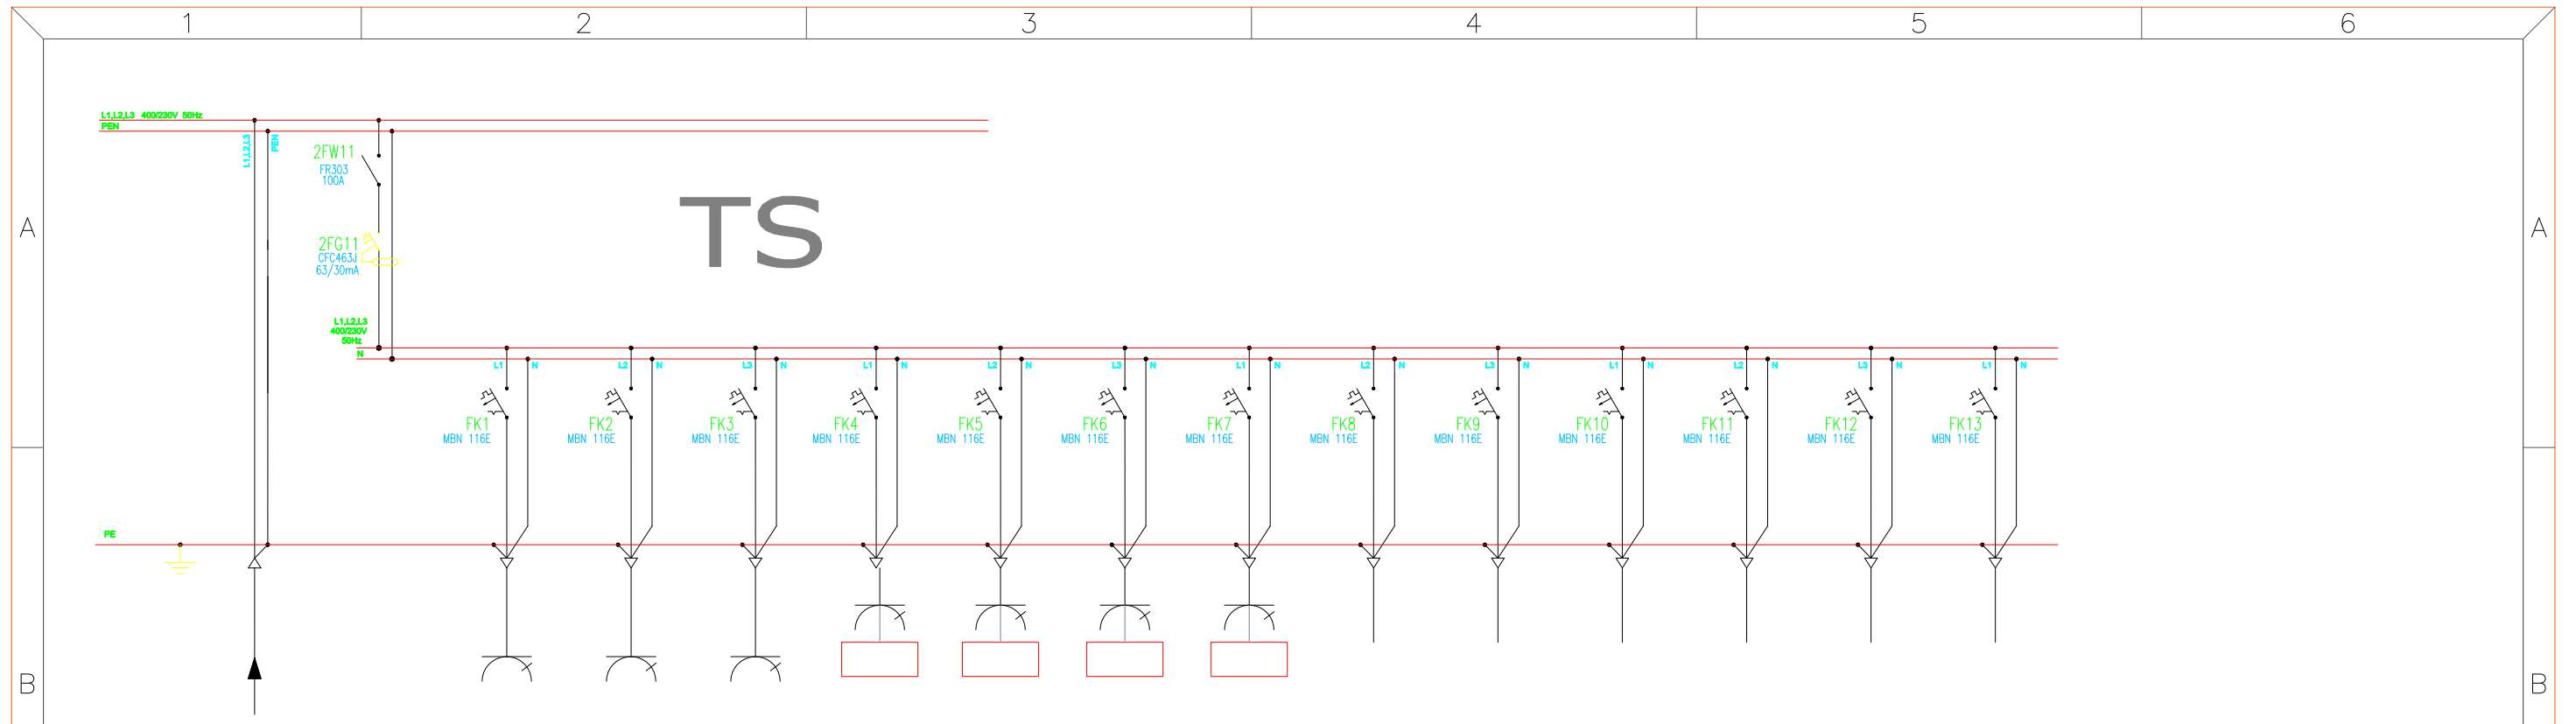 1 2 3 4 5 6
L1,L2,L3 400/230V 50Hz
PEN
L1,L2,L3
PEN
2FW11
FR303
100A
TS
A
A
2FG11
CFC463J
63/30mA
L1,L2,L3
400/230V
50Hz
N
L1 N L2 N L3 N L1 N L2 N L3 N L1 N L2 N L3 N L1 N L2 N L3 N L1 N
FK1 FK2 FK3 FK4 FK5 FK6 FK7 FK8 FK9 FK10 FK11 FK12 FK13
MBN 116E MBN 116E MBN 116E MBN 116E MBN 116E MBN 116E MBN 116E MBN 116E MBN 116E MBN 116E MBN 116E MBN 116E MBN 116E
PE
B
B